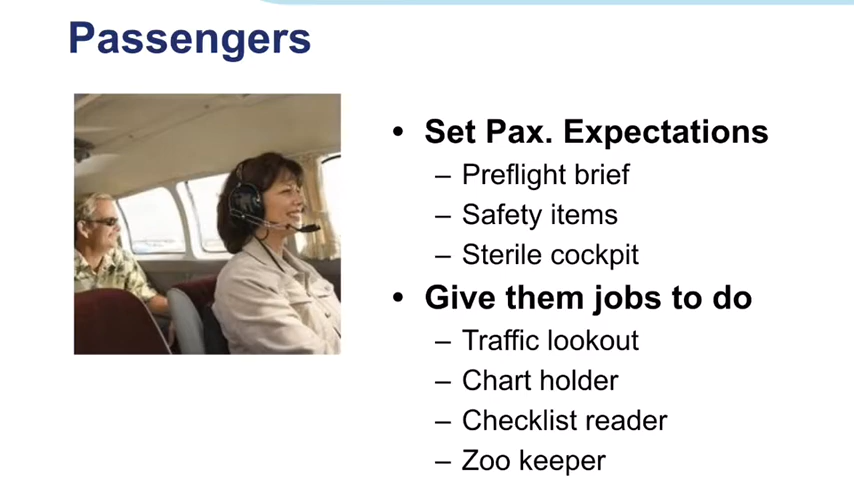 Passengers
• Set Pax. Expectations
– Preflight brief
– Safety items
– Sterile cockpit
• Give them jobs to do
– Traffic lookout
– Chart holder
– Checklist reader
– Zoo keeper